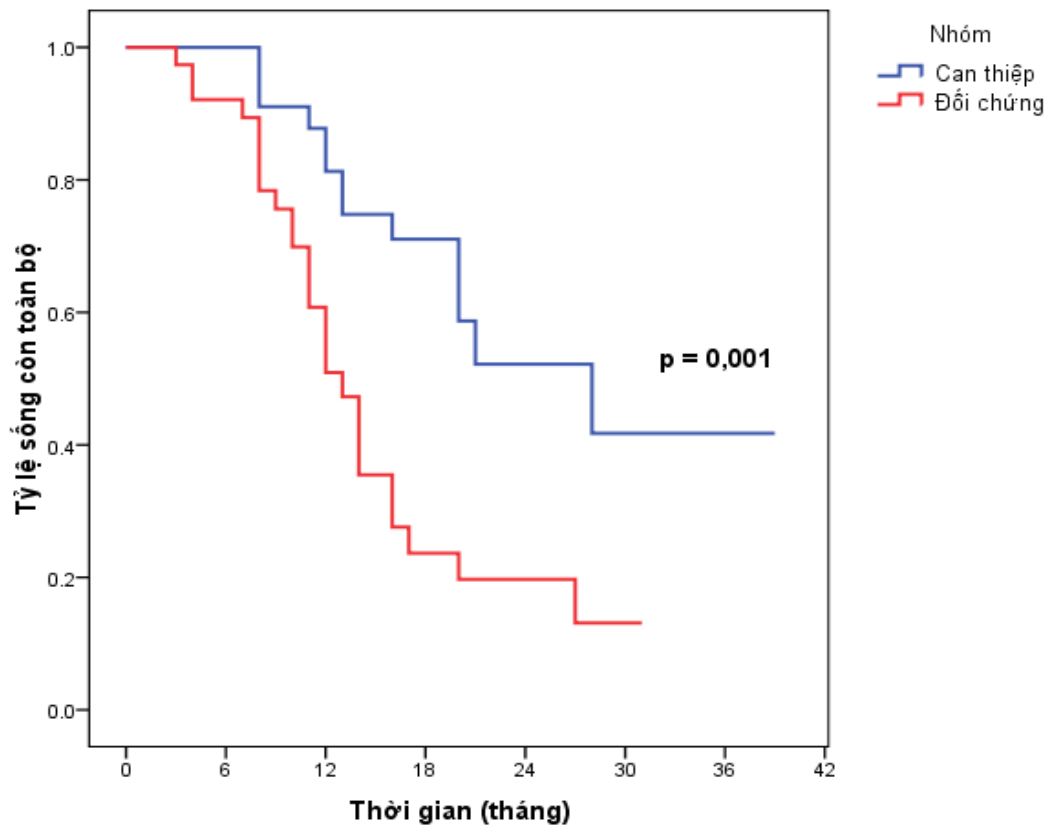 Nhóm
Can thiệp
Đối chứng
1.0
0.8
0.6
0.4
0.2
0.0
Tỷ lệ sống còn toàn bộ
p = 0,001
0 6 12 18 24 30 36 42
Thời gian (tháng)